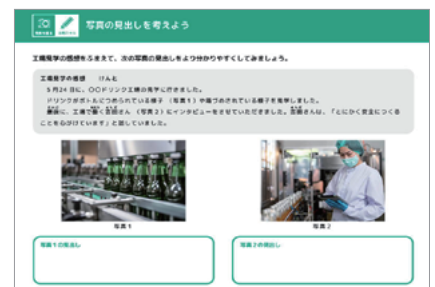 写真の見出しを考えよう
工場見学の感想をふまえて、次の写真の見出しをよう分かりやすくしてみましょう。
工場見学の感想　けんと
5月24日に、〇〇ドリンク工場の見学に行きました。
ドリンクがボトルにつめられている様子（写真1）や箱づめされている様子を見学しました。
最後に、工場で働く吉田さん（写真2）にインタビューをさせていただきました。吉田さんは、「とにかく安全につくる
ことを心がけています」と話していました。
写真1
写真2
写真1の見出し
写真2の見出し